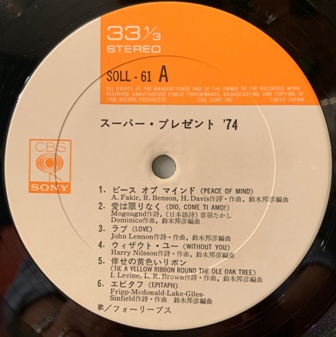 33 1/3
STEREO
SOLL - 61 A
ALL RIGHTS OF THE MANUFACTURER AND OF THE OWNER OF THE RECORDED WORK
RESERVED. UNAUTHORIZED PUBLIC PERFORMANCE BROADCASTING AND COPYING OF
THIS RECORD PROHIBITED CBS SONY INC. TOKYO JAPAN
スーパー・プレゼント '74
CBS
SONY
1. ピース オブ マインド (PEACE OF MIND)
A. Fakir, R. Benson, H. Davis作詩・作曲, 鈴木邦彦編曲
2. 愛は限りなく (DIO, COME TI AMO!)
Mogougnd作詩, (日本語詩) 音羽たかし
Dominico作曲, 鈴木邦彦編曲
3. ラブ (LOVE)
John Lennon作詩・作曲, 鈴木邦彦編曲
4. ウィザウト・ユー (WITHOUT YOU)
Harry Nilsson作詩・作曲, 鈴木邦彦編曲
5. 倖せの黄色いリボン
(TIE A YELLOW RIBBON ROUND THE OLE OAK TREE)
I. Levine, L. R. Brown作詩・作曲, 鈴木邦彦編曲
6. エピタフ (EPITAPH)
Fripp-Mcdonald-Lake-Giles-
Sinfield作詩・作曲, 鈴木邦彦編曲
歌/フォーリーブス